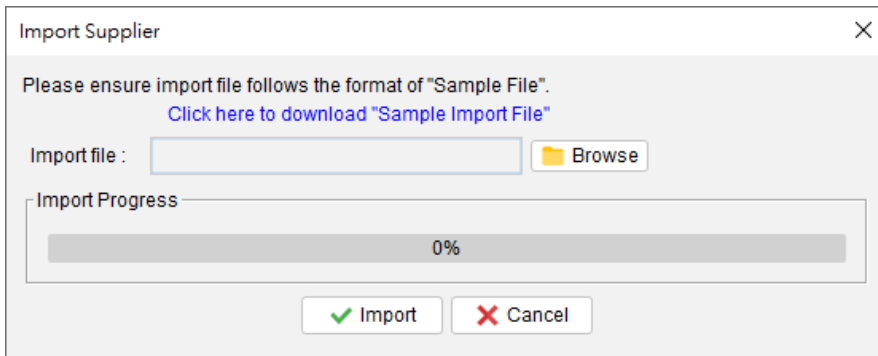 Import Supplier
Please ensure import file follows the format of "Sample File".
Click here to download "Sample Import File"
Import file : Browse
Import Progress
0%
Import Cancel